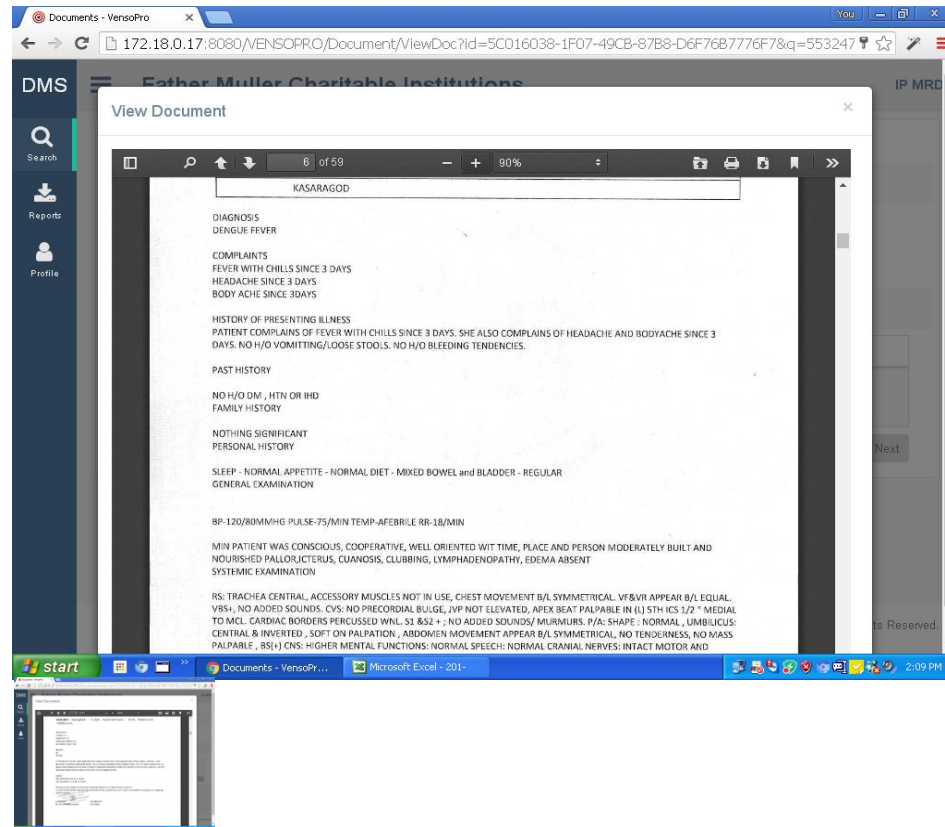 Documents - VensoPro
You
172.18.0.17:8080/VENSOPRO/Document/ViewDoc?id=5C016038-1F07-49CB-87B8-D6F76B7776F7&q=553247
DMS
Father Muller Charitable Institutions
IP MRD
View Document
Search
Reports
Profile
6 of 59
90%
KASARAGOD
DIAGNOSIS
DENGUE FEVER
COMPLAINTS
FEVER WITH CHILLS SINCE 3 DAYS
HEADACHE SINCE 3 DAYS
BODY ACHE SINCE 3DAYS
HISTORY OF PRESENTING ILLNESS
PATIENT COMPLAINS OF FEVER WITH CHILLS SINCE 3 DAYS. SHE ALSO COMPLAINS OF HEADACHE AND BODYACHE SINCE 3
DAYS. NO H/O VOMITTING/LOOSE STOOLS. NO H/O BLEEDING TENDENCIES.
PAST HISTORY
NO H/O DM , HTN OR IHD
FAMILY HISTORY
NOTHING SIGNIFICANT
PERSONAL HISTORY
SLEEP - NORMAL APPETITE - NORMAL DIET - MIXED BOWEL and BLADDER - REGULAR
GENERAL EXAMINATION
BP-120/80MMHG PULSE-75/MIN TEMP-AFEBRILE RR-18/MIN
MIN PATIENT WAS CONSCIOUS, COOPERATIVE, WELL ORIENTED WIT TIME, PLACE AND PERSON MODERATELY BUILT AND
NOURISHED PALLOR,ICTERUS, CUANOSIS, CLUBBING, LYMPHADENOPATHY, EDEMA ABSENT
SYSTEMIC EXAMINATION
RS: TRACHEA CENTRAL, ACCESSORY MUSCLES NOT IN USE, CHEST MOVEMENT B/L SYMMETRICAL. VF&VR APPEAR B/L EQUAL.
VBS+, NO ADDED SOUNDS. CVS: NO PRECORDIAL BULGE, JVP NOT ELEVATED, APEX BEAT PALPABLE IN (L) 5TH ICS 1/2 " MEDIAL
TO MCL. CARDIAC BORDERS PERCUSSED WNL. S1 &S2 + ; NO ADDED SOUNDS/ MURMURS. P/A: SHAPE : NORMAL , UMBILICUS:
CENTRAL & INVERTED , SOFT ON PALPATION , ABDOMEN MOVEMENT APPEAR B/L SYMMETRICAL, NO TENDERNESS, NO MASS
PALPABLE , BS(+) CNS: HIGHER MENTAL FUNCTIONS: NORMAL SPEECH: NORMAL CRANIAL NERVES: INTACT MOTOR AND
Next
ts Reserved.
start
Documents - VensoPr...
Microsoft Excel - 201-
2:09 PM